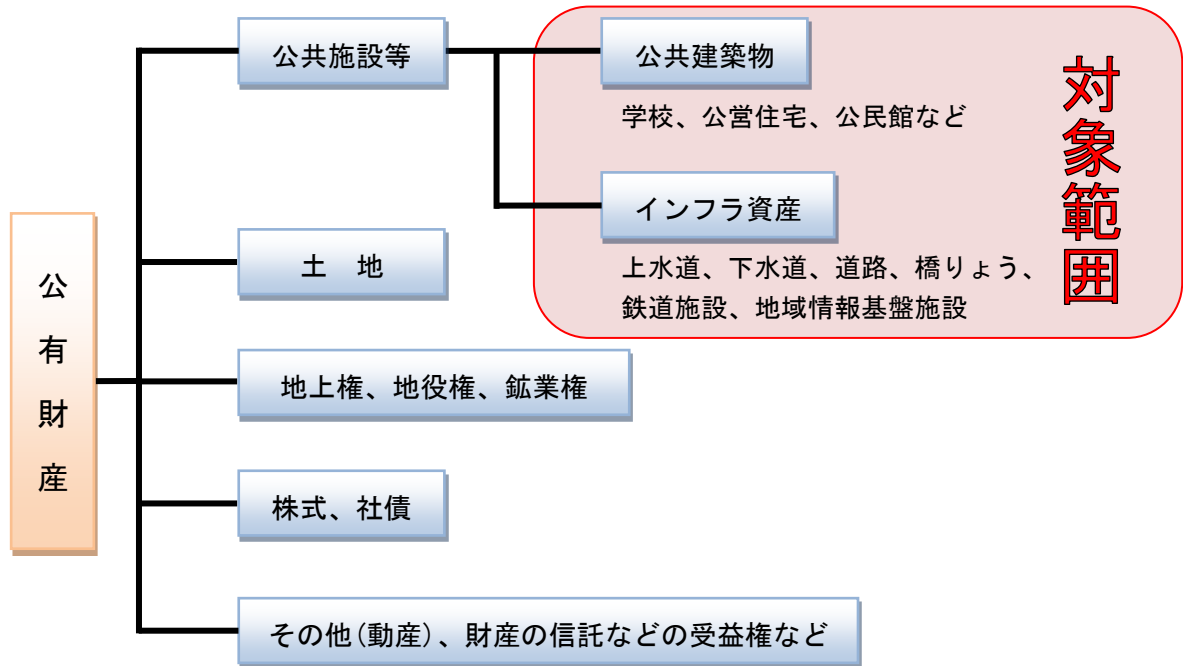 公有財産
公共施設等
公共建築物
学校、公営住宅、公民館など
インフラ資産
上水道、下水道、道路、橋りょう、
鉄道施設、地域情報基盤施設
対象範囲
土　地
地上権、地役権、鉱業権
株式、社債
その他(動産)、財産の信託などの受益権など